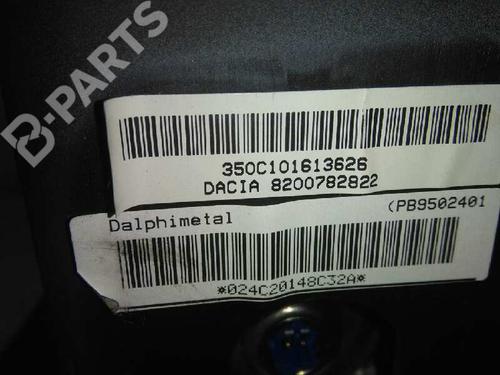 B-PARTS
350C101613626
DACIA 8200782822
Dalphimetal (PB9502401
*024C20148C32A*